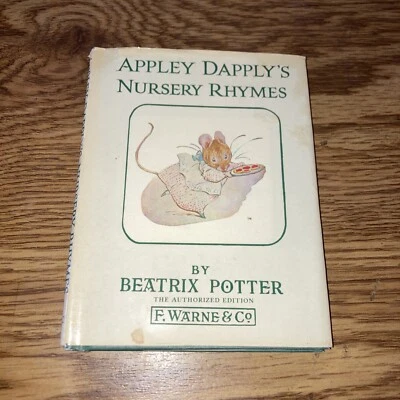 APPLEY DAPPLY'S
NURSERY RHYMES
BY
BEATRIX POTTER
THE AUTHORIZED EDITION
F. WARNE & Co